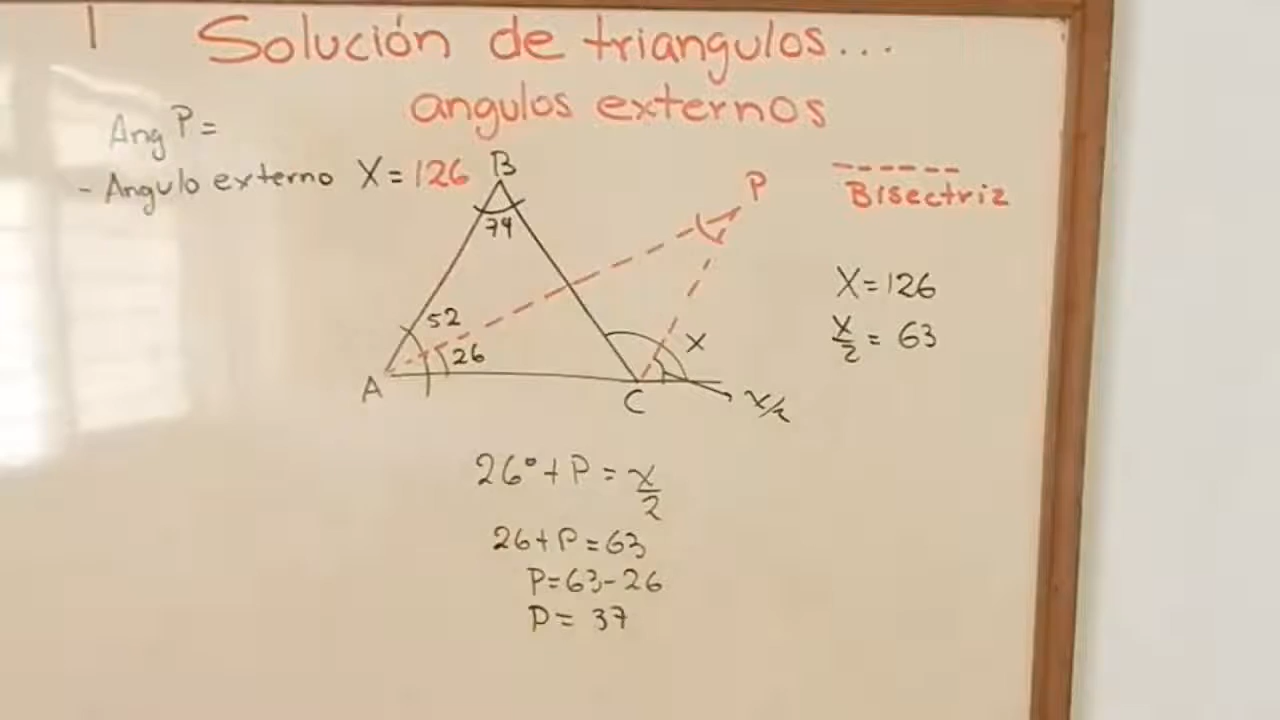 1 Solución de triangulos...
angulos externos
Ang P =
- Angulo externo X = 126
B
P
Bisectriz
74
X = 126
52
x/2 = 63
X
26
A
C
x/2
26° + P = x/2
26 + P = 63
P = 63 - 26
P = 37